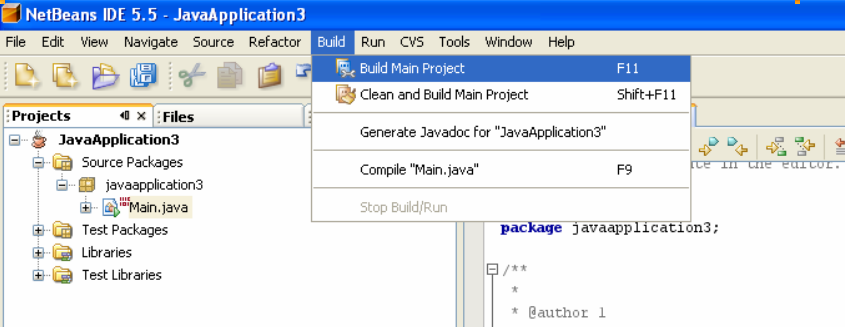 NetBeans IDE 5.5 - JavaApplication3
File Edit View Navigate Source Refactor Build Run CVS Tools Window Help
Build Main Project F11
Clean and Build Main Project Shift+F11
Generate Javadoc for "JavaApplication3"
Compile "Main.java" F9
Stop Build/Run
Projects Files
JavaApplication3
Source Packages
javaapplication3
Main.java
Test Packages
Libraries
Test Libraries
in the editor.
package javaapplication3;
/**
*
* @author 1